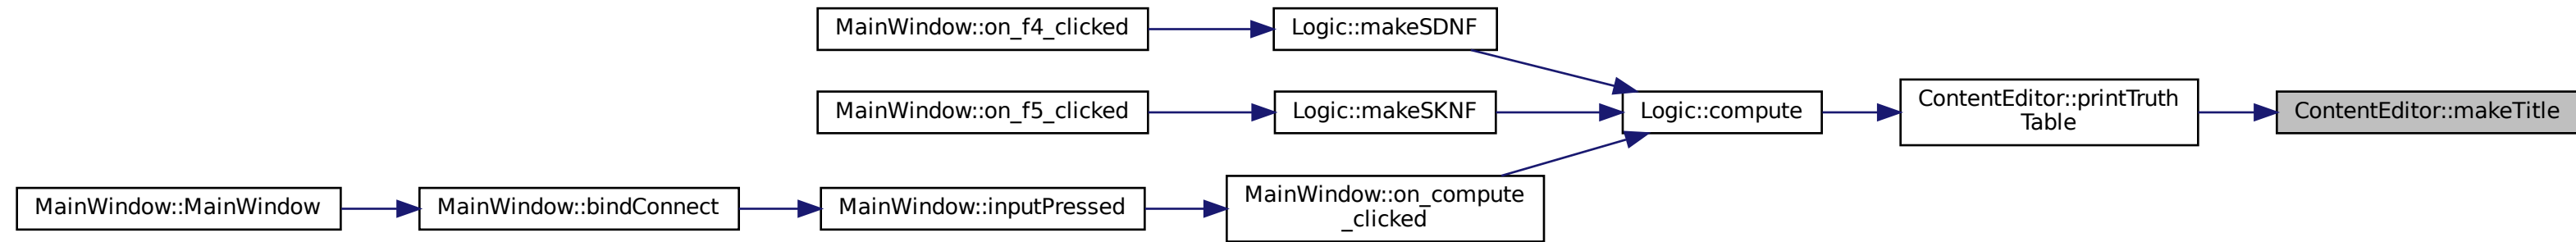 MainWindow::on_f4_clicked
Logic::makeSDNF
MainWindow::on_f5_clicked
Logic::makeSKNF
Logic::compute
ContentEditor::printTruth
Table
ContentEditor::makeTitle
MainWindow::MainWindow
MainWindow::bindConnect
MainWindow::inputPressed
MainWindow::on_compute
_clicked